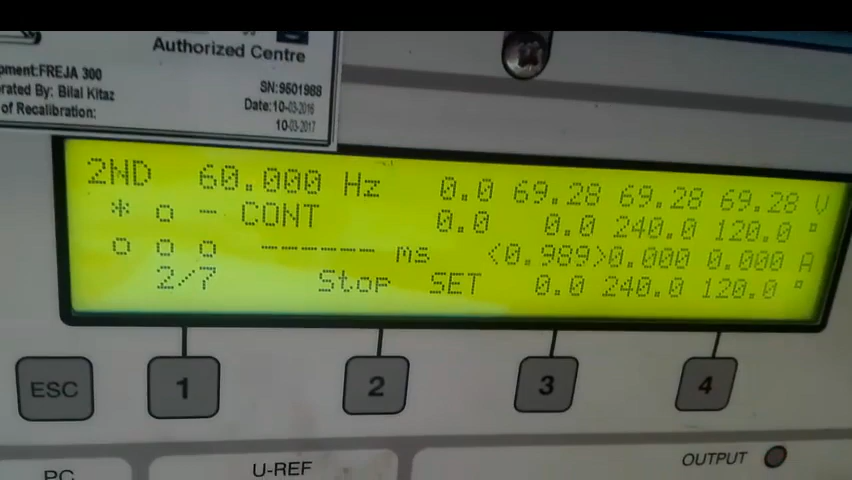 Authorized Centre
pment:FREJA 300
SN:9501988
rated By: Bilal Kitaz
Date:10-03-2016
of Recalibration:
10-03-2017
2ND 60.000 Hz 0.0 69.28 69.28 69.28 V
* o - CONT 0.0 0.0 240.0 120.0 °
o o o ------ ms <0.989>0.000 0.000 A
2/7 Stop SET 0.0 240.0 120.0 °
ESC 1 2 3 4
PC U-REF OUTPUT